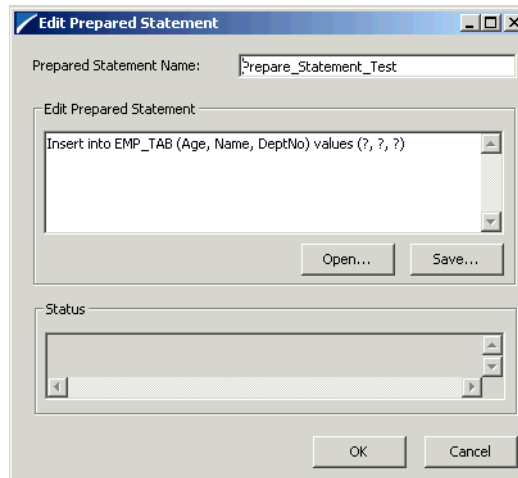 Edit Prepared Statement
Prepared Statement Name: Prepare_Statement_Test
Edit Prepared Statement
Insert into EMP_TAB (Age, Name, DeptNo) values (?, ?, ?)
Open... Save...
Status
OK Cancel